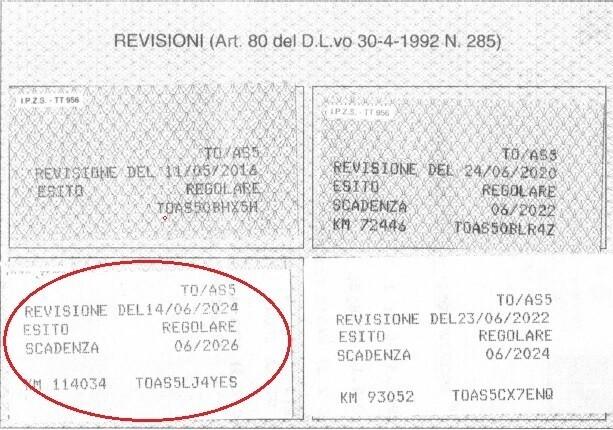 REVISIONI (Art. 80 del D.L.vo 30-4-1992 N. 285)
I.P.Z.S. - TT 956
TO/AS5
REVISIONE DEL 11/05/2016
ESITO REGOLARE
TOAS5OBHX5H
I.P.Z.S. - TT 956
TO/AS5
REVISIONE DEL 24/06/2020
ESITO REGOLARE
SCADENZA 06/2022
KM 72446 TOAS5OBLR4Z
TO/AS5
REVISIONE DEL14/06/2024
ESITO REGOLARE
SCADENZA 06/2026
KM 114034 TOAS5LJ4YES
TO/AS5
REVISIONE DEL23/06/2022
ESITO REGOLARE
SCADENZA 06/2024
KM 93052 TOAS5CX7ENQ